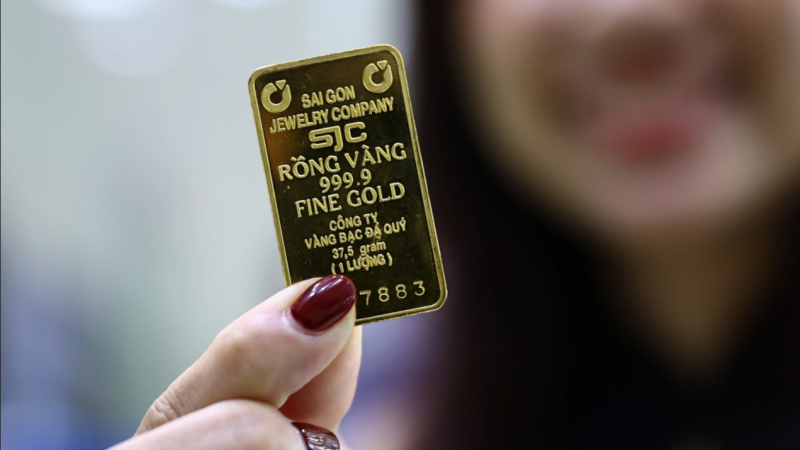 SAI GON
JEWELRY COMPANY
SJC
RỒNG VÀNG
999.9
FINE GOLD
CÔNG TY
VÀNG BẠC ĐÁ QUÝ
37,5 gram
(1 LƯỢNG)
7883